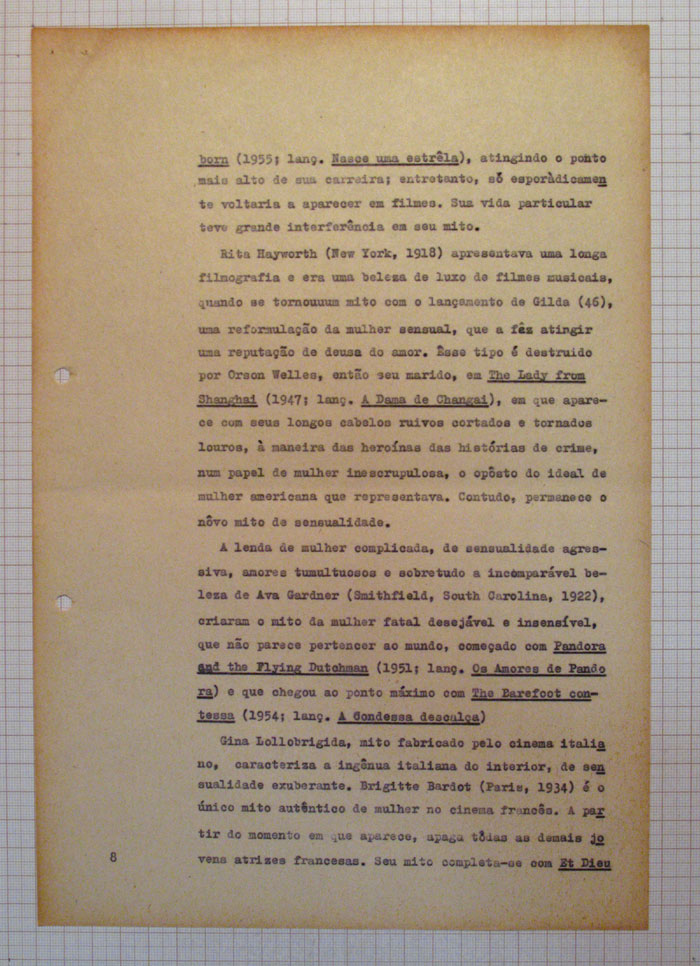 born (1955; lanç. Nasce uma estrêla), atingindo o ponto
mais alto de sua carreira; entretanto, só esporàdicamen
te voltaria a aparecer em filmes. Sua vida particular
teve grande interferência em seu mito.
Rita Hayworth (New York, 1918) apresentava uma longa
filmografia e era uma beleza de luxo de filmes musicais,
quando se tornouuum mito com o lançamento de Gilda (46),
uma reformulação da mulher sensual, que a fêz atingir
uma reputação de deusa do amor. Êsse tipo é destruido
por Orson Welles, então seu marido, em The Lady from
Shanghai (1947; lanç. A Dama de Changai), em que apare-
ce com seus longos cabelos ruivos cortados e tornados
louros, à maneira das heroínas das histórias de crime,
num papel de mulher inescrupulosa, o opôsto do ideal de
mulher americana que representava. Contudo, permanece o
nôvo mito de sensualidade.
A lenda de mulher complicada, de sensualidade agres-
siva, amores tumultuosos e sobretudo a incomparável be-
leza de Ava Gardner (Smithfield, South Carolina, 1922),
criaram o mito da mulher fatal desejável e insensível,
que não parece pertencer ao mundo, começado com Pandora
and the Flying Dutchman (1951; lanç. Os Amores de Pando
ra) e que chegou ao ponto máximo com The Barefoot con-
tessa (1954; lanç. A Condessa descalça)
Gina Lollobrigida, mito fabricado pelo cinema italia
no, caracteriza a ingênua italiana do interior, de sen
sualidade exuberante. Brigitte Bardot (Paris, 1934) é o
único mito autêntico de mulher no cinema francês. A par
tir do momento em que aparece, apaga tôdas as demais jo
vens atrizes francesas. Seu mito completa-se com Et Dieu
8